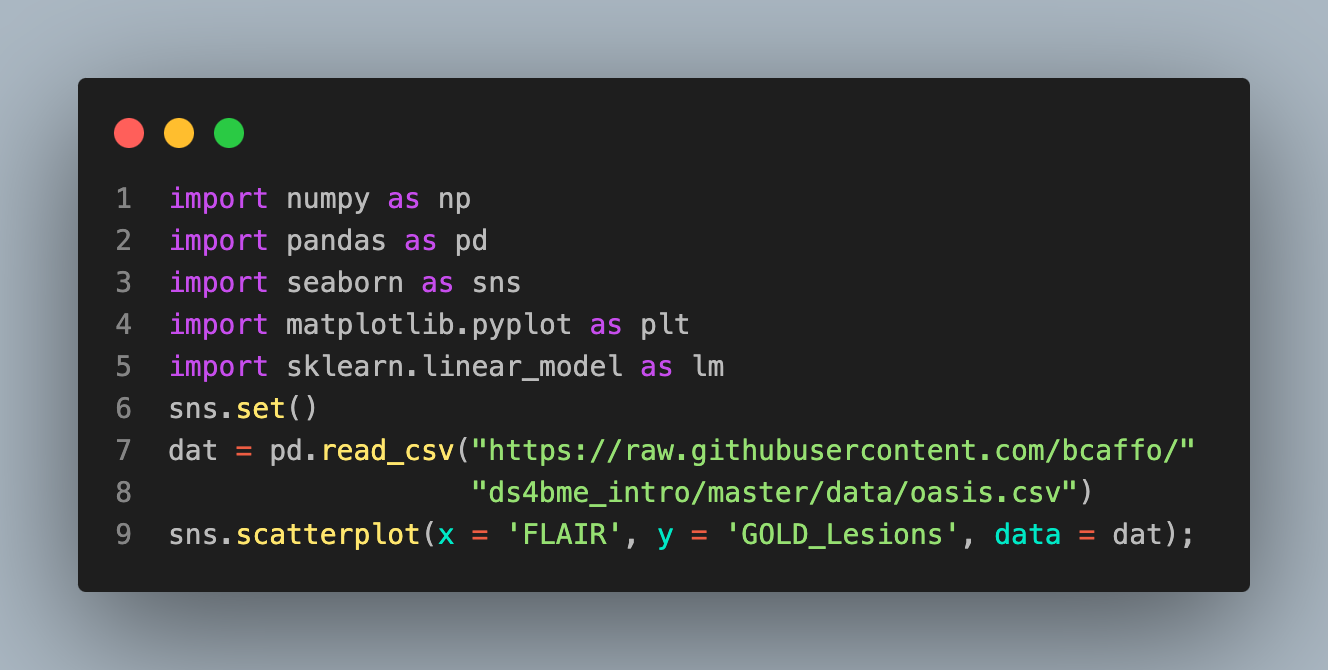 1 import numpy as np
2 import pandas as pd
3 import seaborn as sns
4 import matplotlib.pyplot as plt
5 import sklearn.linear_model as lm
6 sns.set()
7 dat = pd.read_csv("https://raw.githubusercontent.com/bcaffo/"
8                   "ds4bme_intro/master/data/oasis.csv")
9 sns.scatterplot(x = 'FLAIR', y = 'GOLD_Lesions', data = dat);